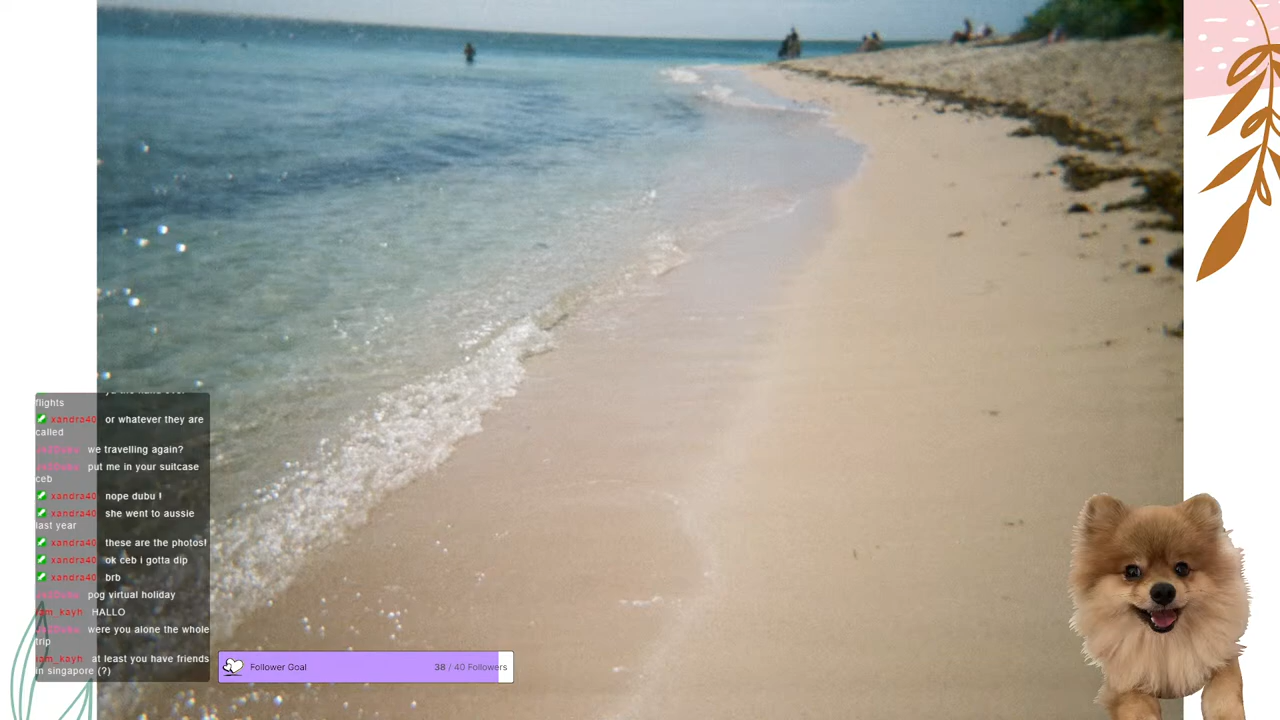 flights
xandra40 or whatever they are
called
we travelling again?
put me in your suitcase
ceb
xandra40 nope dubu !
xandra40 she went to aussie
last year
xandra40 these are the photos!
xandra40 ok ceb i gotta dip
xandra40 brb
pog virtual holiday
am_kayh HALLO
were you alone the whole
trip
am_kayh at least you have friends
in singapore (?)
Follower Goal 38 / 40 Followers